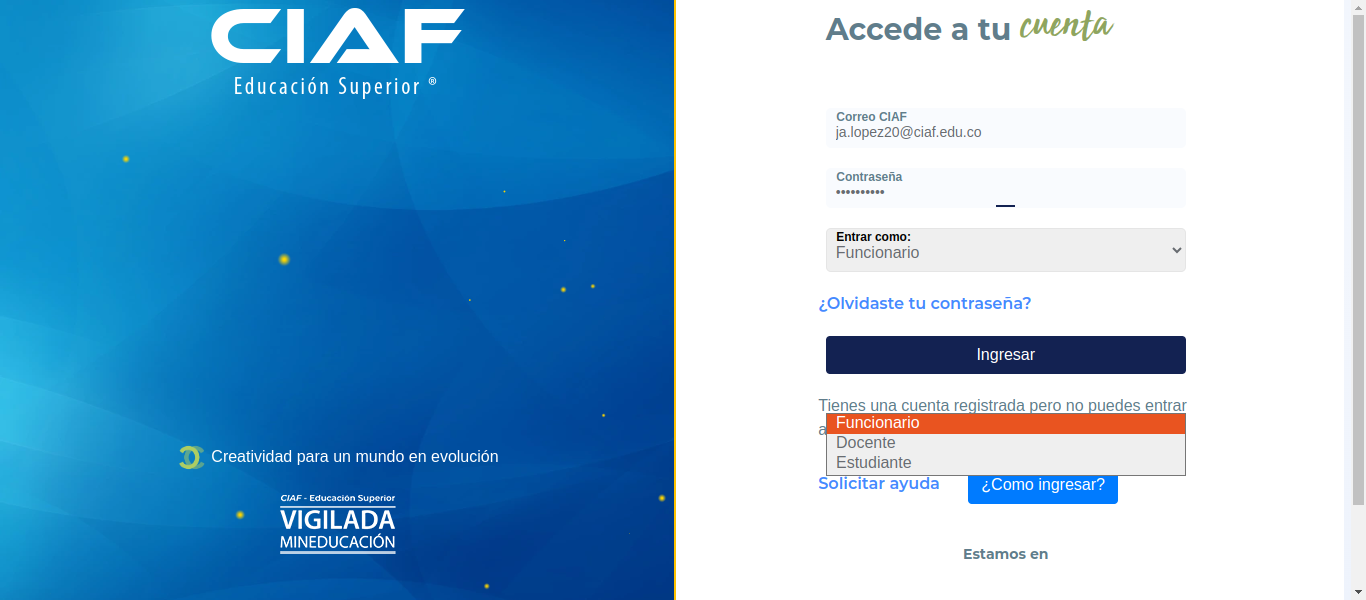 CIAF
Educación Superior ®
Creatividad para un mundo en evolución
CIAF - Educación Superior
VIGILADA
MINEDUCACIÓN
Accede a tu cuenta
Correo CIAF
ja.lopez20@ciaf.edu.co
Contraseña
••••••••••
Entrar como:
Funcionario
¿Olvidaste tu contraseña?
Ingresar
Tienes una cuenta registrada pero no puedes entrar
a
Funcionario
Docente
Estudiante
Solicitar ayuda
¿Como ingresar?
Estamos en